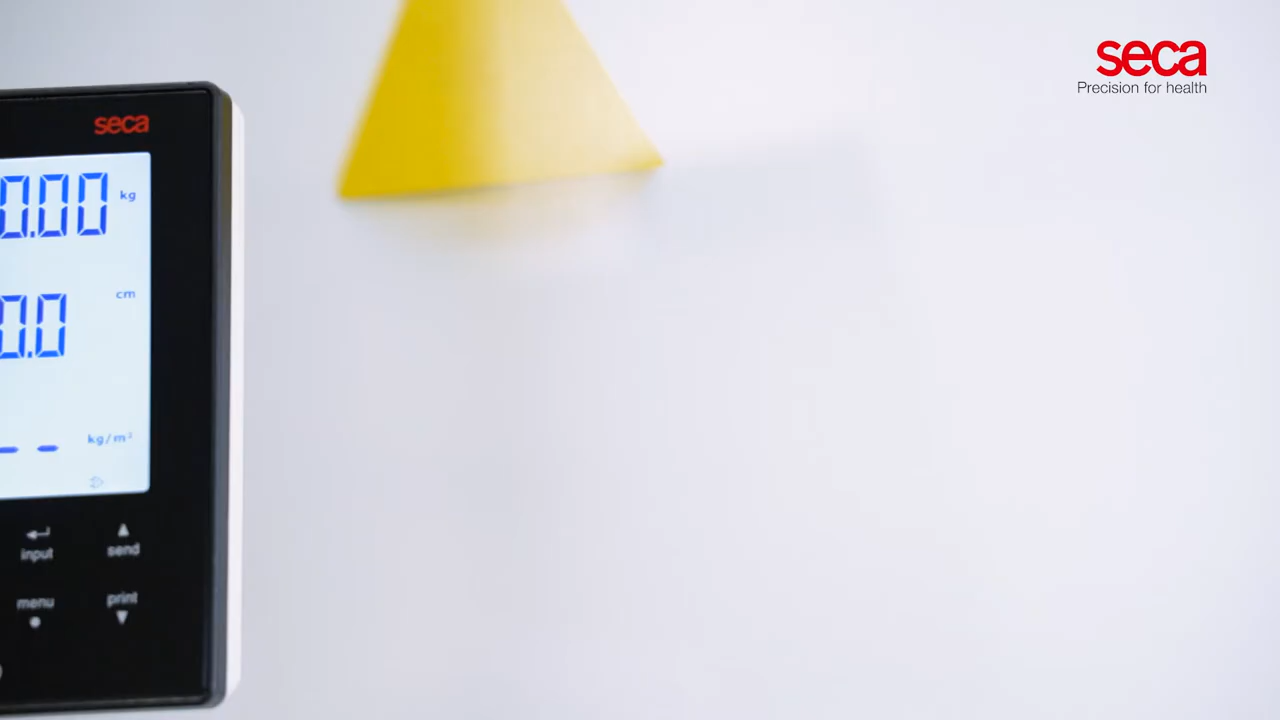 seca
Precision for health
seca
0.00 kg
0.0 cm
-- kg/m²
input
send
menu
print